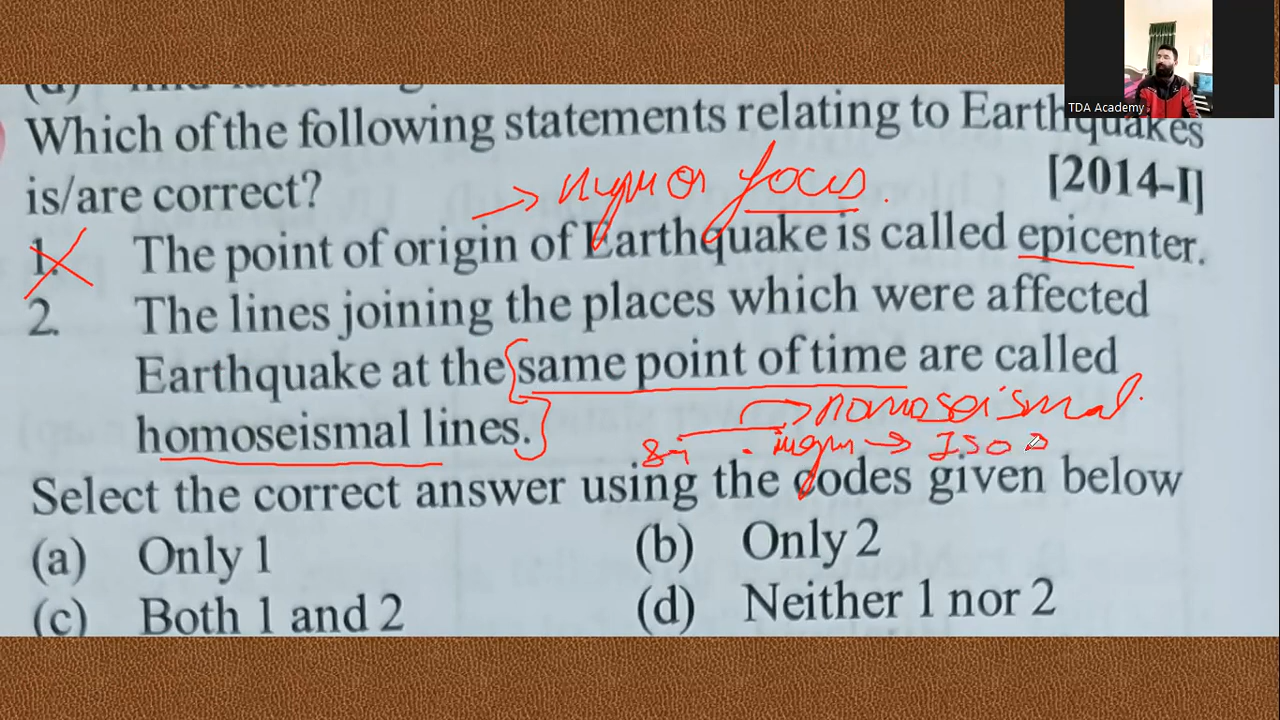 TDA Academy
Which of the following statements relating to Earthquakes
is/are correct?
[2014-I]
→ focus.
1. The point of origin of Earthquake is called epicenter.
2. The lines joining the places which were affected
Earthquake at the same point of time are called
→ homoseismal.
homoseismal lines.
Select the correct answer using the codes given below
(a) Only 1
(b) Only 2
(c) Both 1 and 2
(d) Neither 1 nor 2